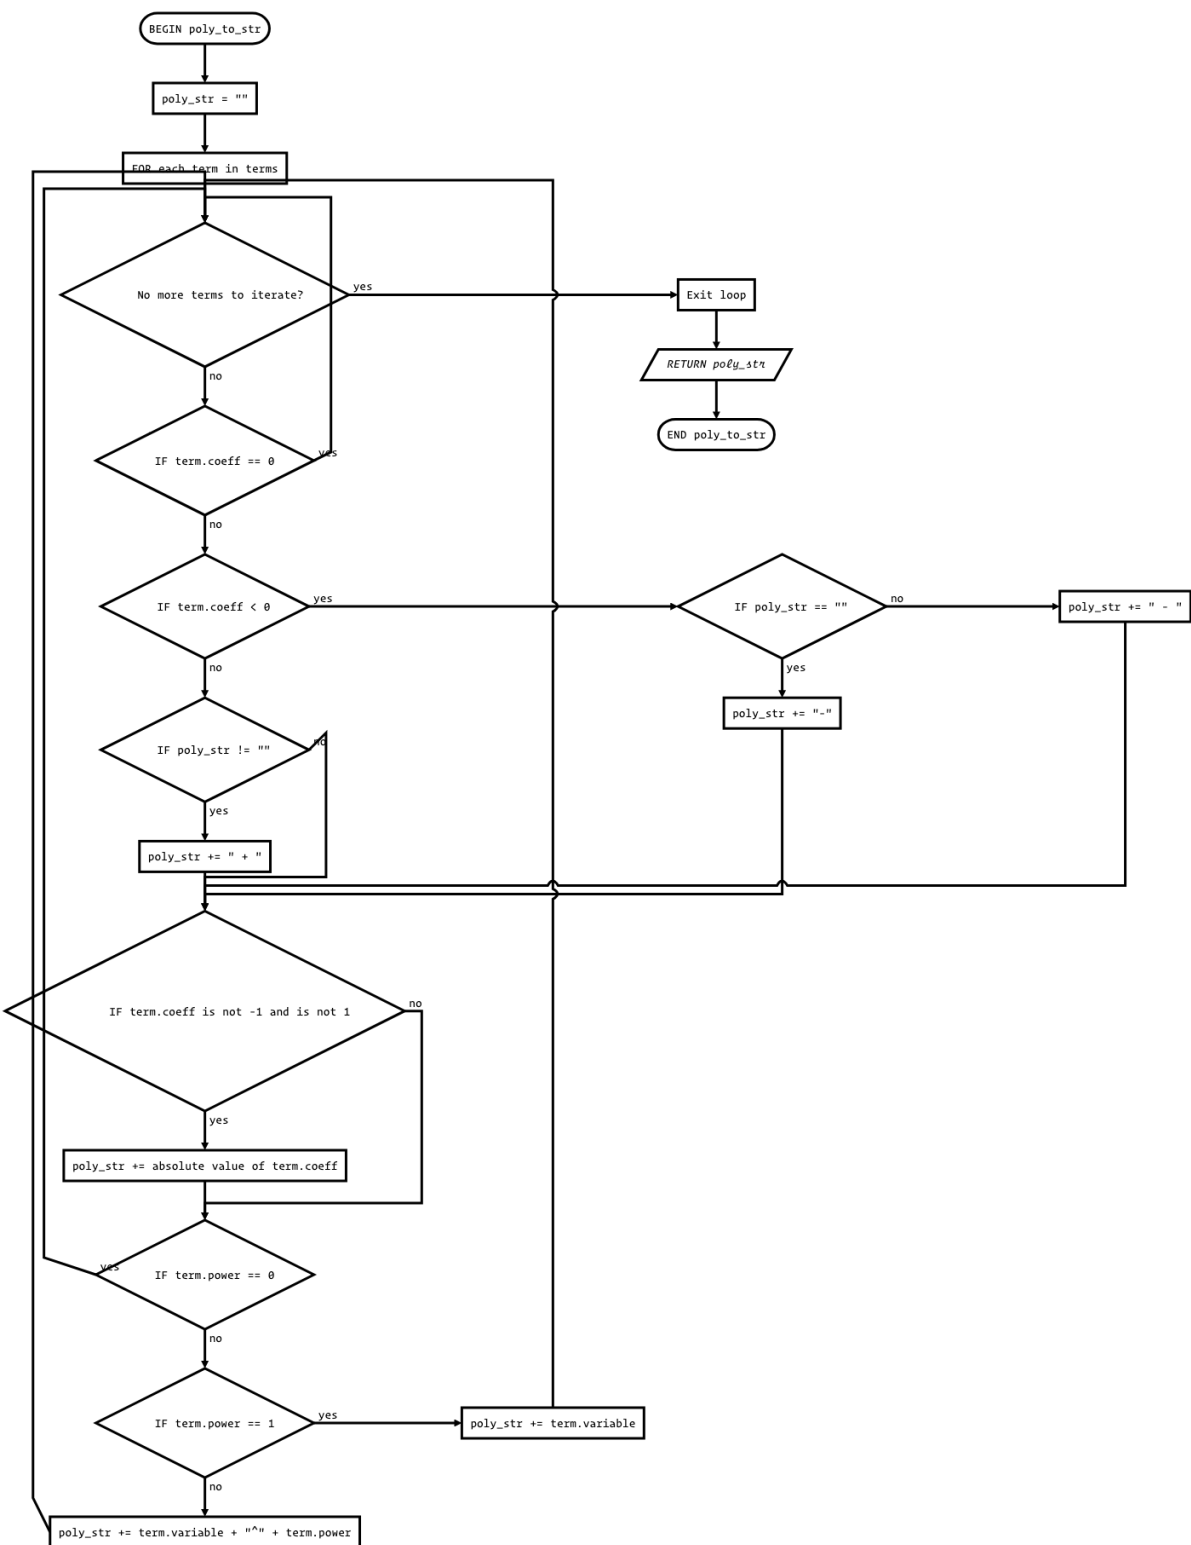 BEGIN poly_to_str
poly_str = ""
FOR each term in terms
No more terms to iterate?
yes
Exit loop
RETURN poly_str
END poly_to_str
no
IF term.coeff == 0
yes
no
IF term.coeff < 0
yes
IF poly_str == ""
no
poly_str += " - "
yes
poly_str += "-"
no
IF poly_str != ""
no
yes
poly_str += " + "
IF term.coeff is not -1 and is not 1
no
yes
poly_str += absolute value of term.coeff
yes
IF term.power == 0
no
IF term.power == 1
yes
poly_str += term.variable
no
poly_str += term.variable + "^" + term.power